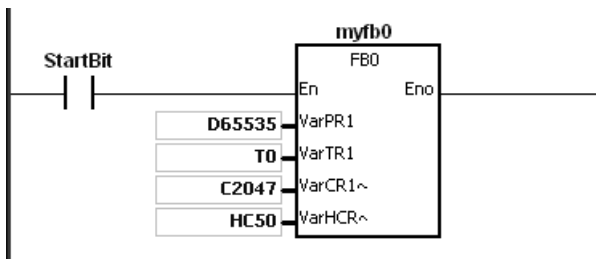 myfb0
StartBit
FB0
En Eno
D65535 VarPR1
T0 VarTR1
C2047 VarCR1~
HC50 VarHCR~